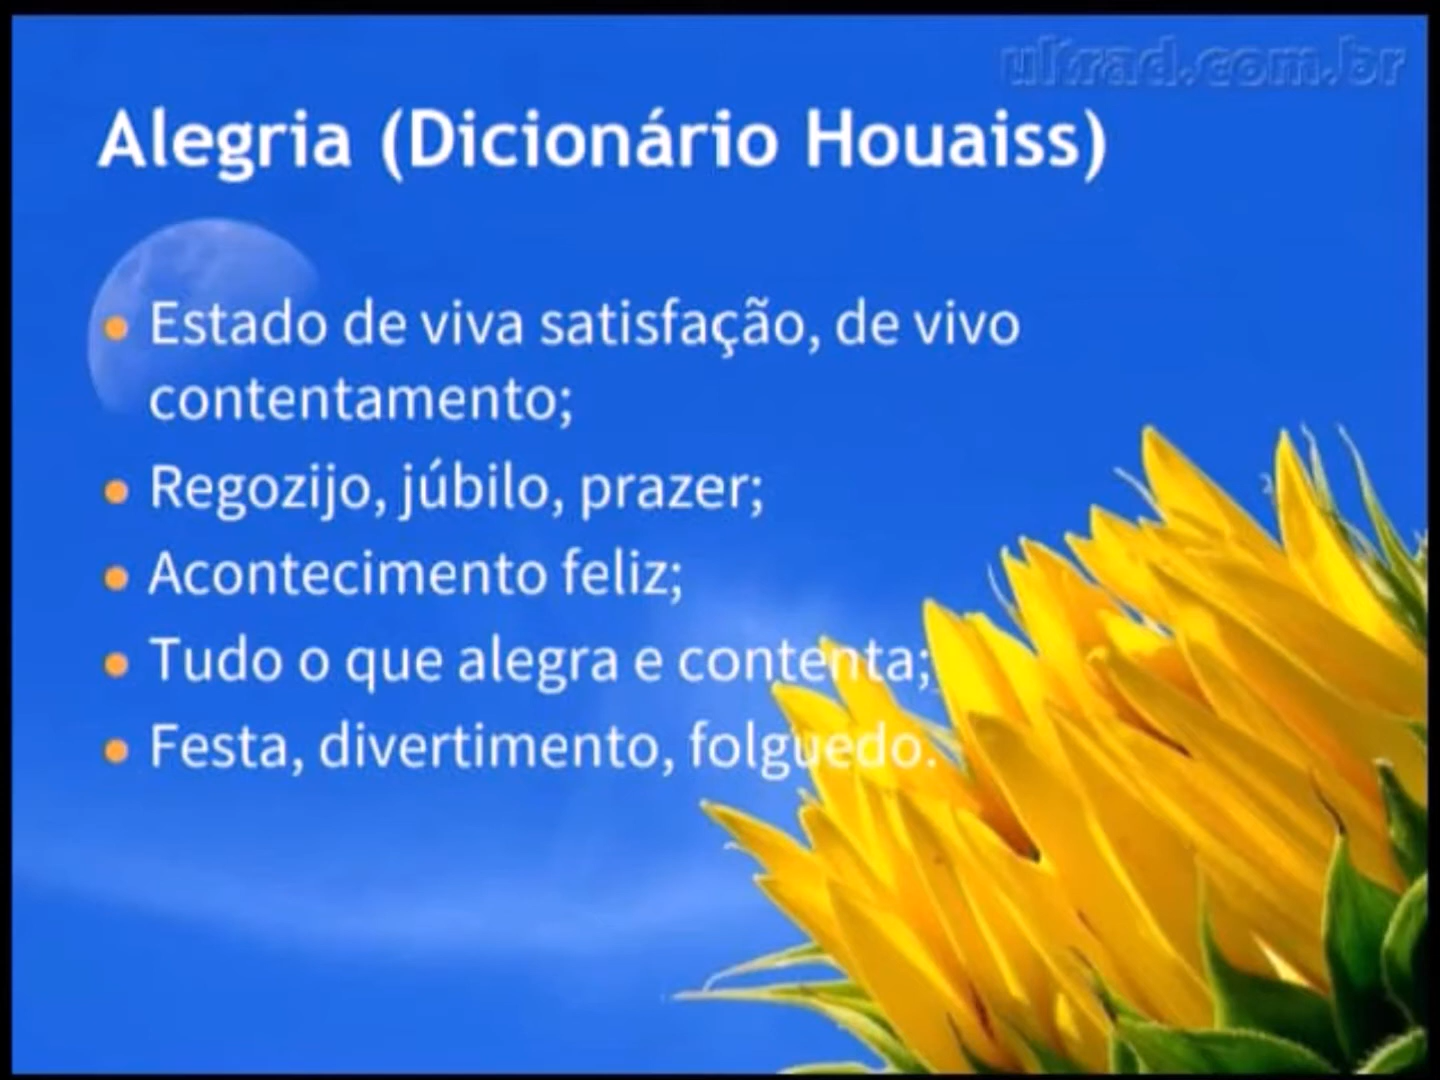 ultrad.com.br
Alegria (Dicionário Houaiss)
• Estado de viva satisfação, de vivo
contentamento;
• Regozijo, júbilo, prazer;
• Acontecimento feliz;
• Tudo o que alegra e contenta;
• Festa, divertimento, folguedo.